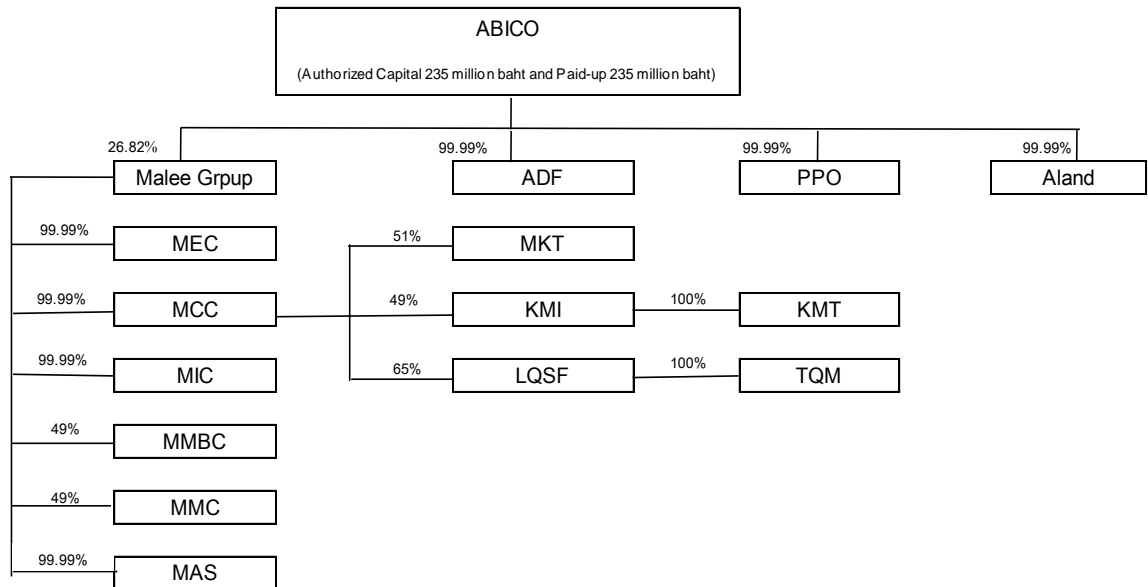 ABICO
(Authorized Capital 235 million baht and Paid-up 235 million baht)
26.82% 99.99% 99.99% 99.99%
Malee Grpup ADF PPO Aland
99.99% MEC 51% MKT
99.99% MCC 49% KMI 100% KMT
99.99% MIC 65% LQSF 100% TQM
49% MMBC
49% MMC
99.99% MAS